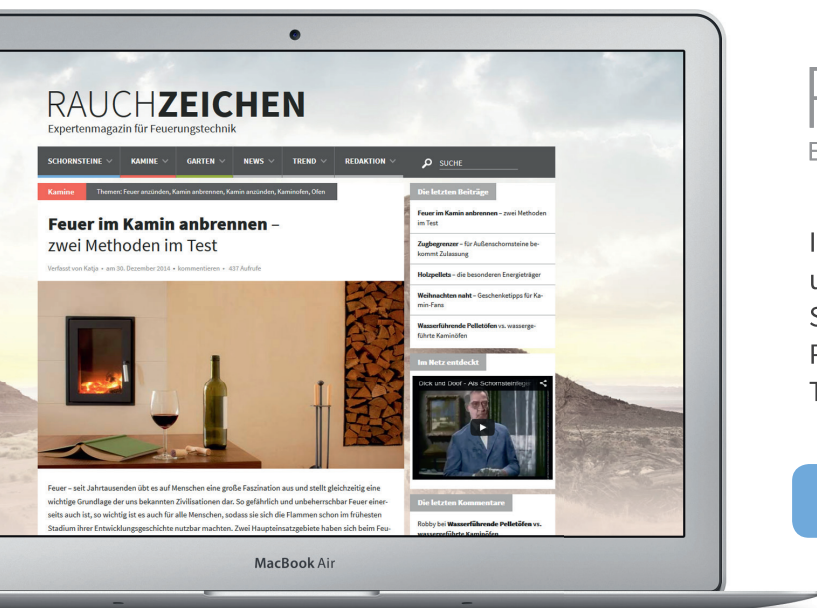 RAUCHZEICHEN
Expertenmagazin für Feuerungstechnik
SCHORNSTEINE KAMINE GARTEN NEWS TREND REDAKTION SUCHE
Kamine Themen: Feuer anzünden, Kamin anbrennen, Kamin anzünden, Kaminofen, Ofen
Feuer im Kamin anbrennen –
zwei Methoden im Test
Verfasst von Katja • am 30. Dezember 2014 • kommentieren • 437 Aufrufe
Feuer – seit Jahrtausenden übt es auf Menschen eine große Faszination aus und stellt gleichzeitig eine
wichtige Grundlage der uns bekannten Zivilisationen dar. So gefährlich und unbeherrschbar Feuer einer-
seits auch ist, so wichtig ist es auch für alle Menschen, sodass sie sich die Flammen schon im frühesten
Stadium ihrer Entwicklungsgeschichte nutzbar machten. Zwei Haupteinsatzgebiete haben sich beim Feu-
Die letzten Beiträge
Feuer im Kamin anbrennen – zwei Methoden
im Test
Zugbegrenzer – für Außenschornsteine be-
kommt Zulassung
Holzpellets – die besonderen Energieträger
Weihnachten naht – Geschenketipps für Ka-
min-Fans
Wasserführende Pelletöfen vs. wasserge-
führte Kaminöfen
Im Netz entdeckt
Dick und Doof - Als Schornsteinfeger
Die letzten Kommentare
Robby bei Wasserführende Pelletöfen vs.
wassergeführte Kaminöfen
MacBook Air